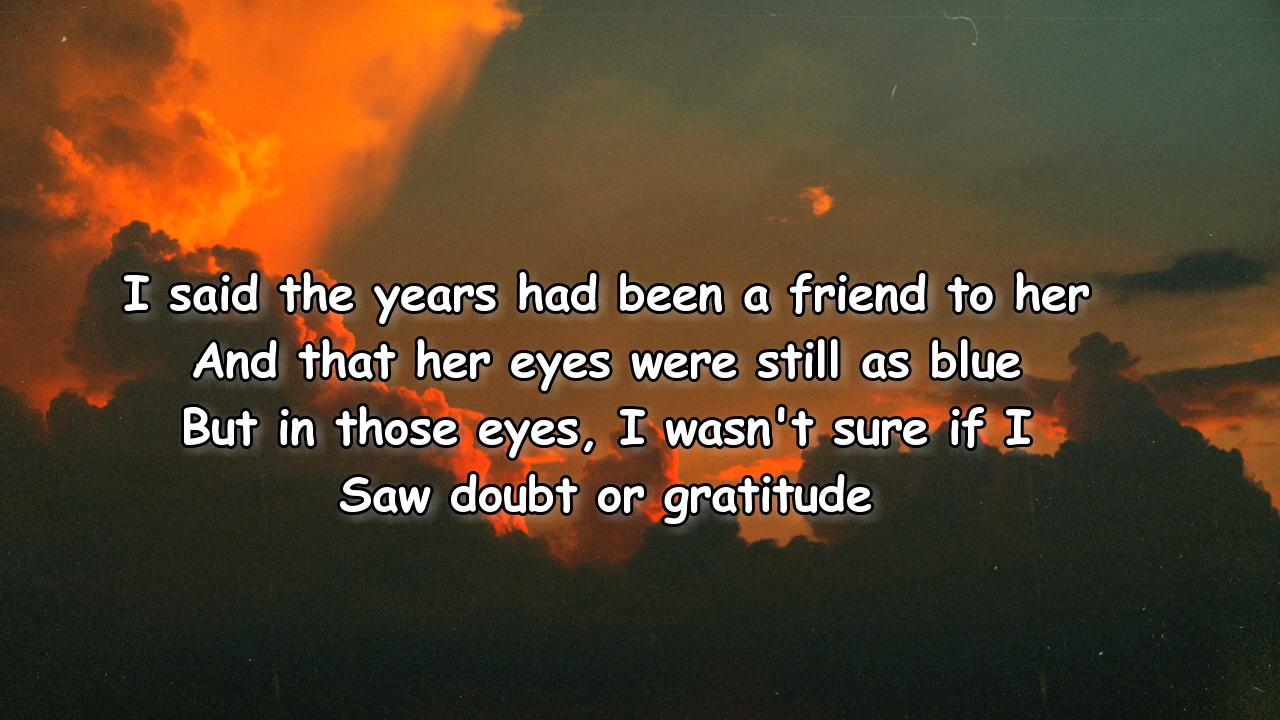 I said the years had been a friend to her
And that her eyes were still as blue
But in those eyes, I wasn't sure if I
Saw doubt or gratitude